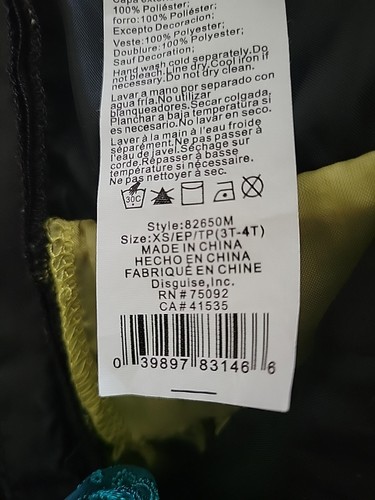 100% Poliéster;
forro:100% Poliéster;
Excepto Decoracion;
Veste:100% Polyester;
Doublure:100% Polyester;
Sauf Decoration;
Hand wash cold separately.Do
not bleach.Line dry.Cool iron if
necessary.Do not dry clean.
Lavar a mano por separado con
agua fria.No utilizar
blanqueadores.Secar colgada,
Planchar a baja temperatura si
es necesario.No lavar en seco.
Laver à la main à l'eau froide
séparément.Ne pas passer à
l'eau de javel.Séchage sur
corde.Répasser à basse
température si nécessaire.
Ne pas nettoyer à sec.
30C
Style:82650M
Size:XS/EP/TP(3T-4T)
MADE IN CHINA
HECHO EN CHINA
FABRIQUÉ EN CHINE
Disguise,Inc.
RN#75092
CA#41535
0 39897 83146 6